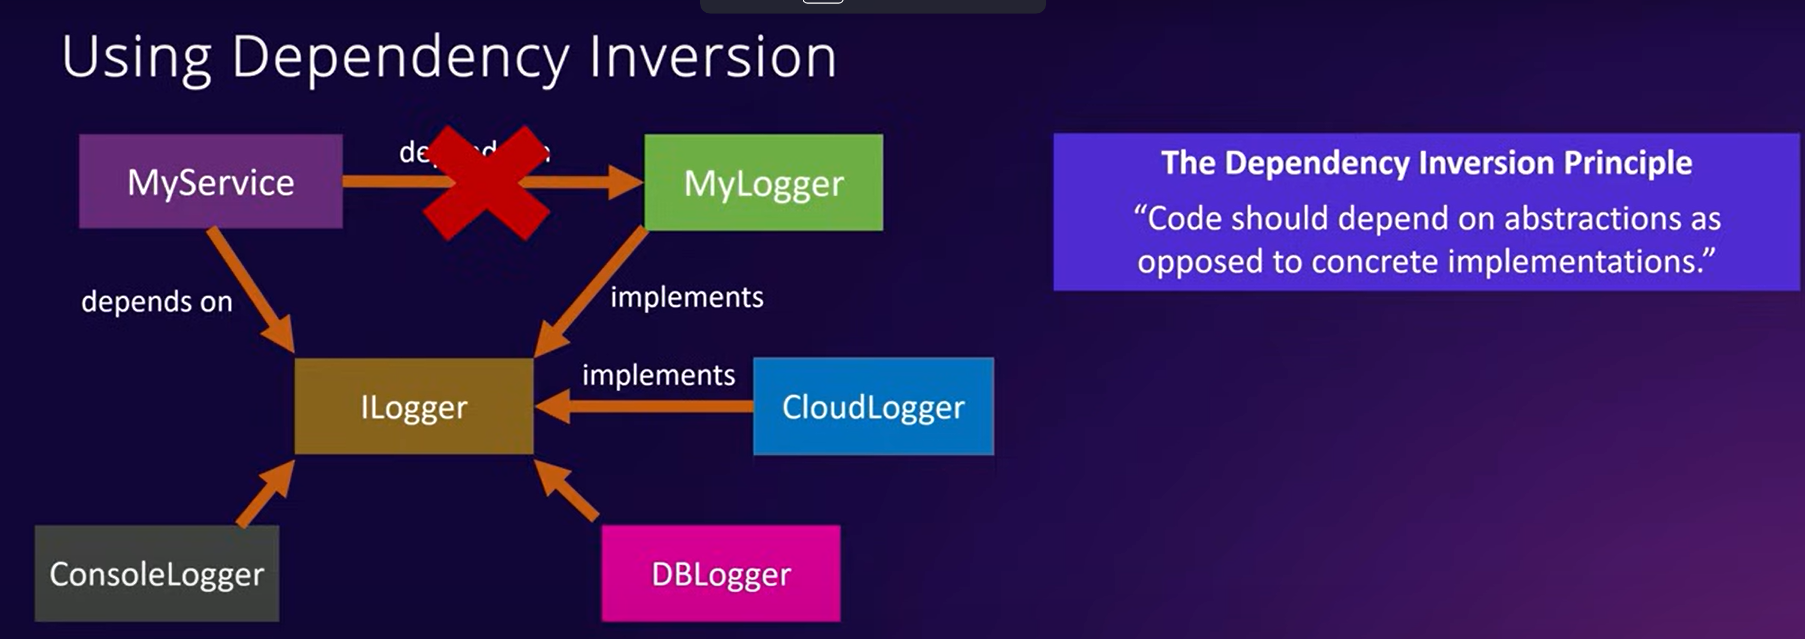 Using Dependency Inversion
MyService
MyLogger
The Dependency Inversion Principle
“Code should depend on abstractions as
opposed to concrete implementations.”
depends on
implements
implements
ILogger
CloudLogger
ConsoleLogger
DBLogger